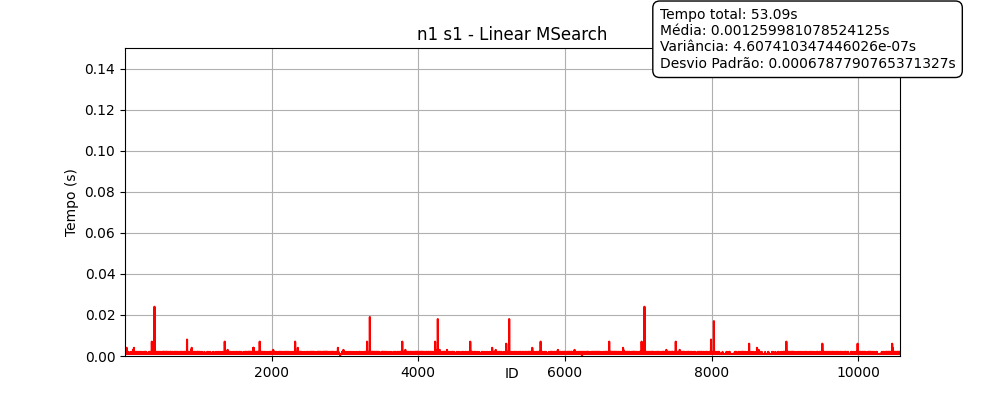 Tempo total: 53.09s
Média: 0.001259981078524125s
Variância: 4.607410347446026e-07s
Desvio Padrão: 0.0006787790765371327s
n1 s1 - Linear MSearch
0.14
0.12
0.10
0.08
0.06
0.04
0.02
0.00
Tempo (s)
2000 4000 6000 8000 10000
ID